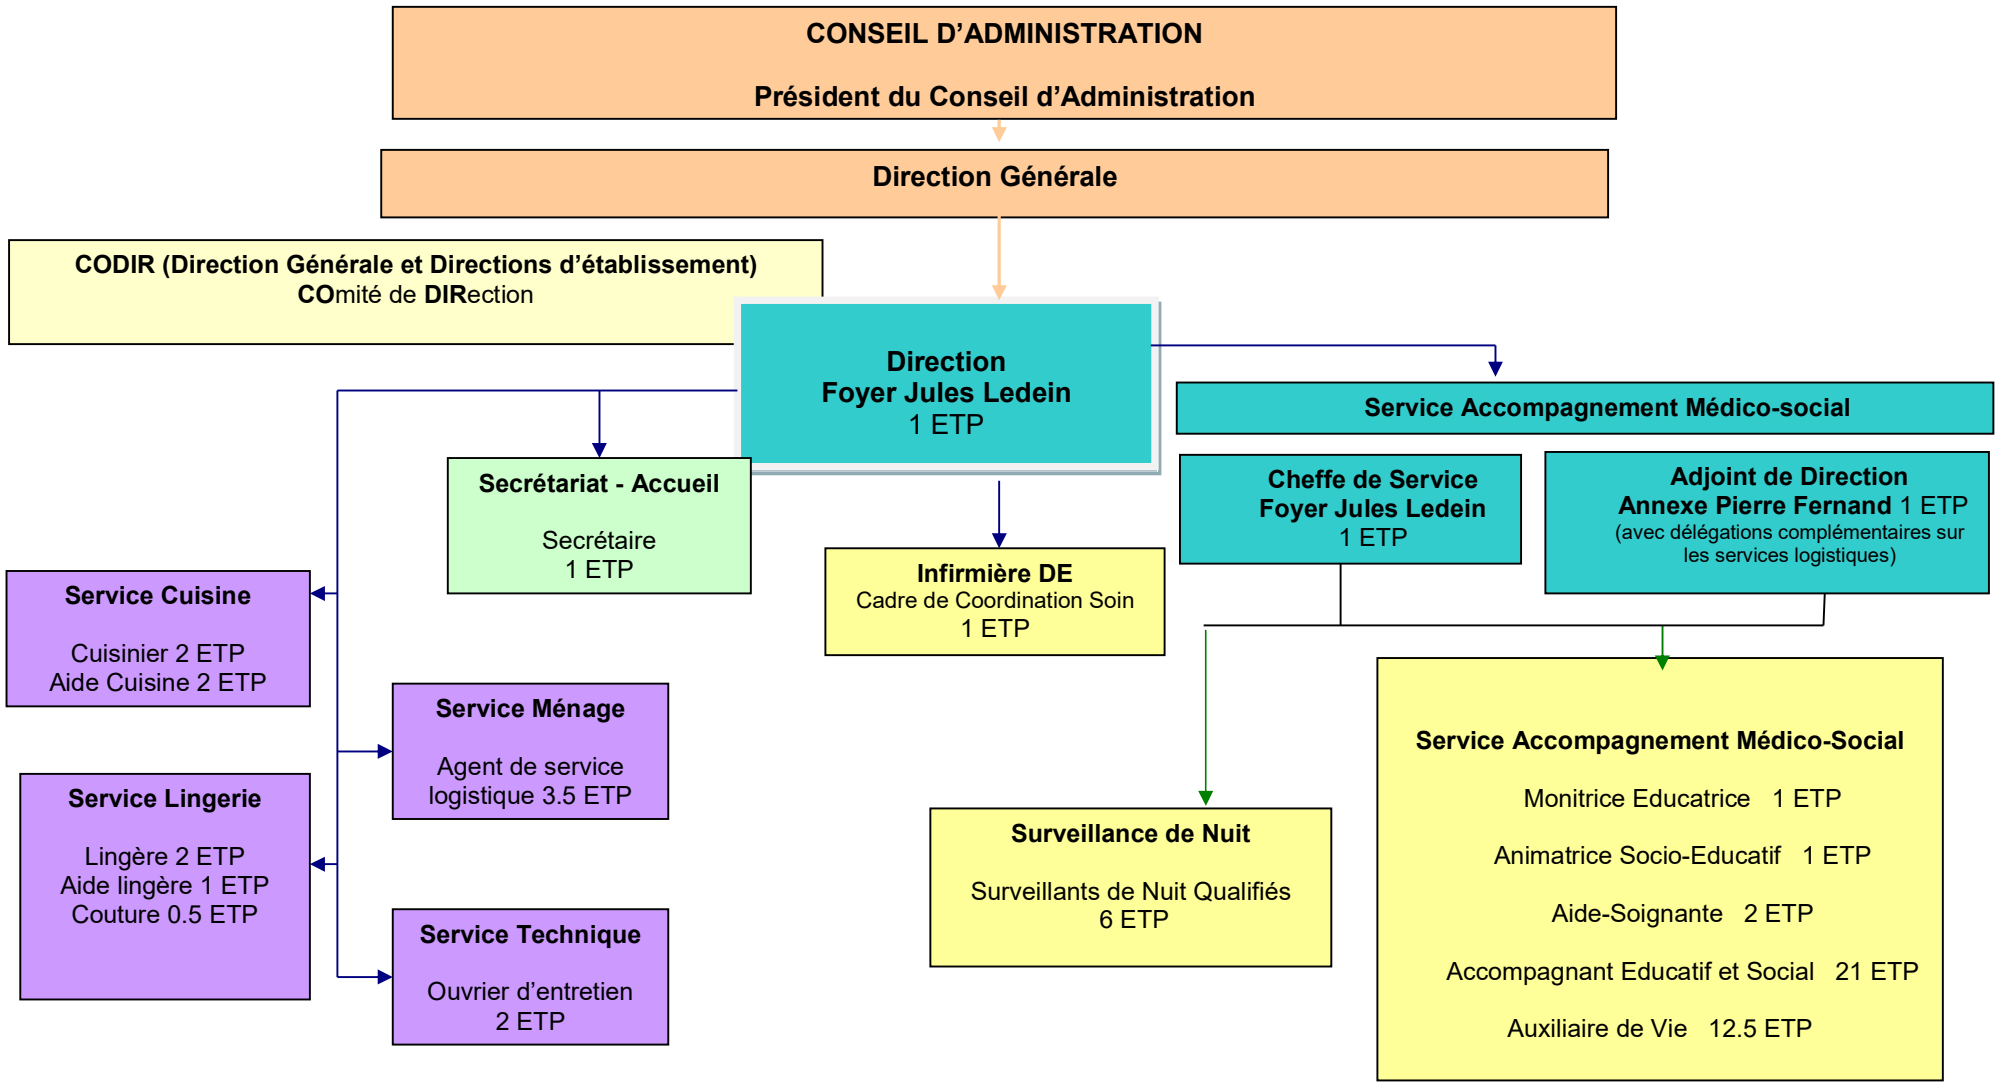 CONSEIL D’ADMINISTRATION
Président du Conseil d’Administration
Direction Générale
CODIR (Direction Générale et Directions d’établissement)
COmité de DIRection
Direction
Foyer Jules Ledein
1 ETP
Service Accompagnement Médico-social
Secrétariat - Accueil
Secrétaire
1 ETP
Cheffe de Service
Foyer Jules Ledein
1 ETP
Adjoint de Direction
Annexe Pierre Fernand 1 ETP
(avec délégations complémentaires sur
les services logistiques)
Infirmière DE
Cadre de Coordination Soin
1 ETP
Service Cuisine
Cuisinier 2 ETP
Aide Cuisine 2 ETP
Service Ménage
Agent de service
logistique 3.5 ETP
Service Lingerie
Lingère 2 ETP
Aide lingère 1 ETP
Couture 0.5 ETP
Service Technique
Ouvrier d’entretien
2 ETP
Surveillance de Nuit
Surveillants de Nuit Qualifiés
6 ETP
Service Accompagnement Médico-Social
Monitrice Educatrice 1 ETP
Animatrice Socio-Educatif 1 ETP
Aide-Soignante 2 ETP
Accompagnant Educatif et Social 21 ETP
Auxiliaire de Vie 12.5 ETP